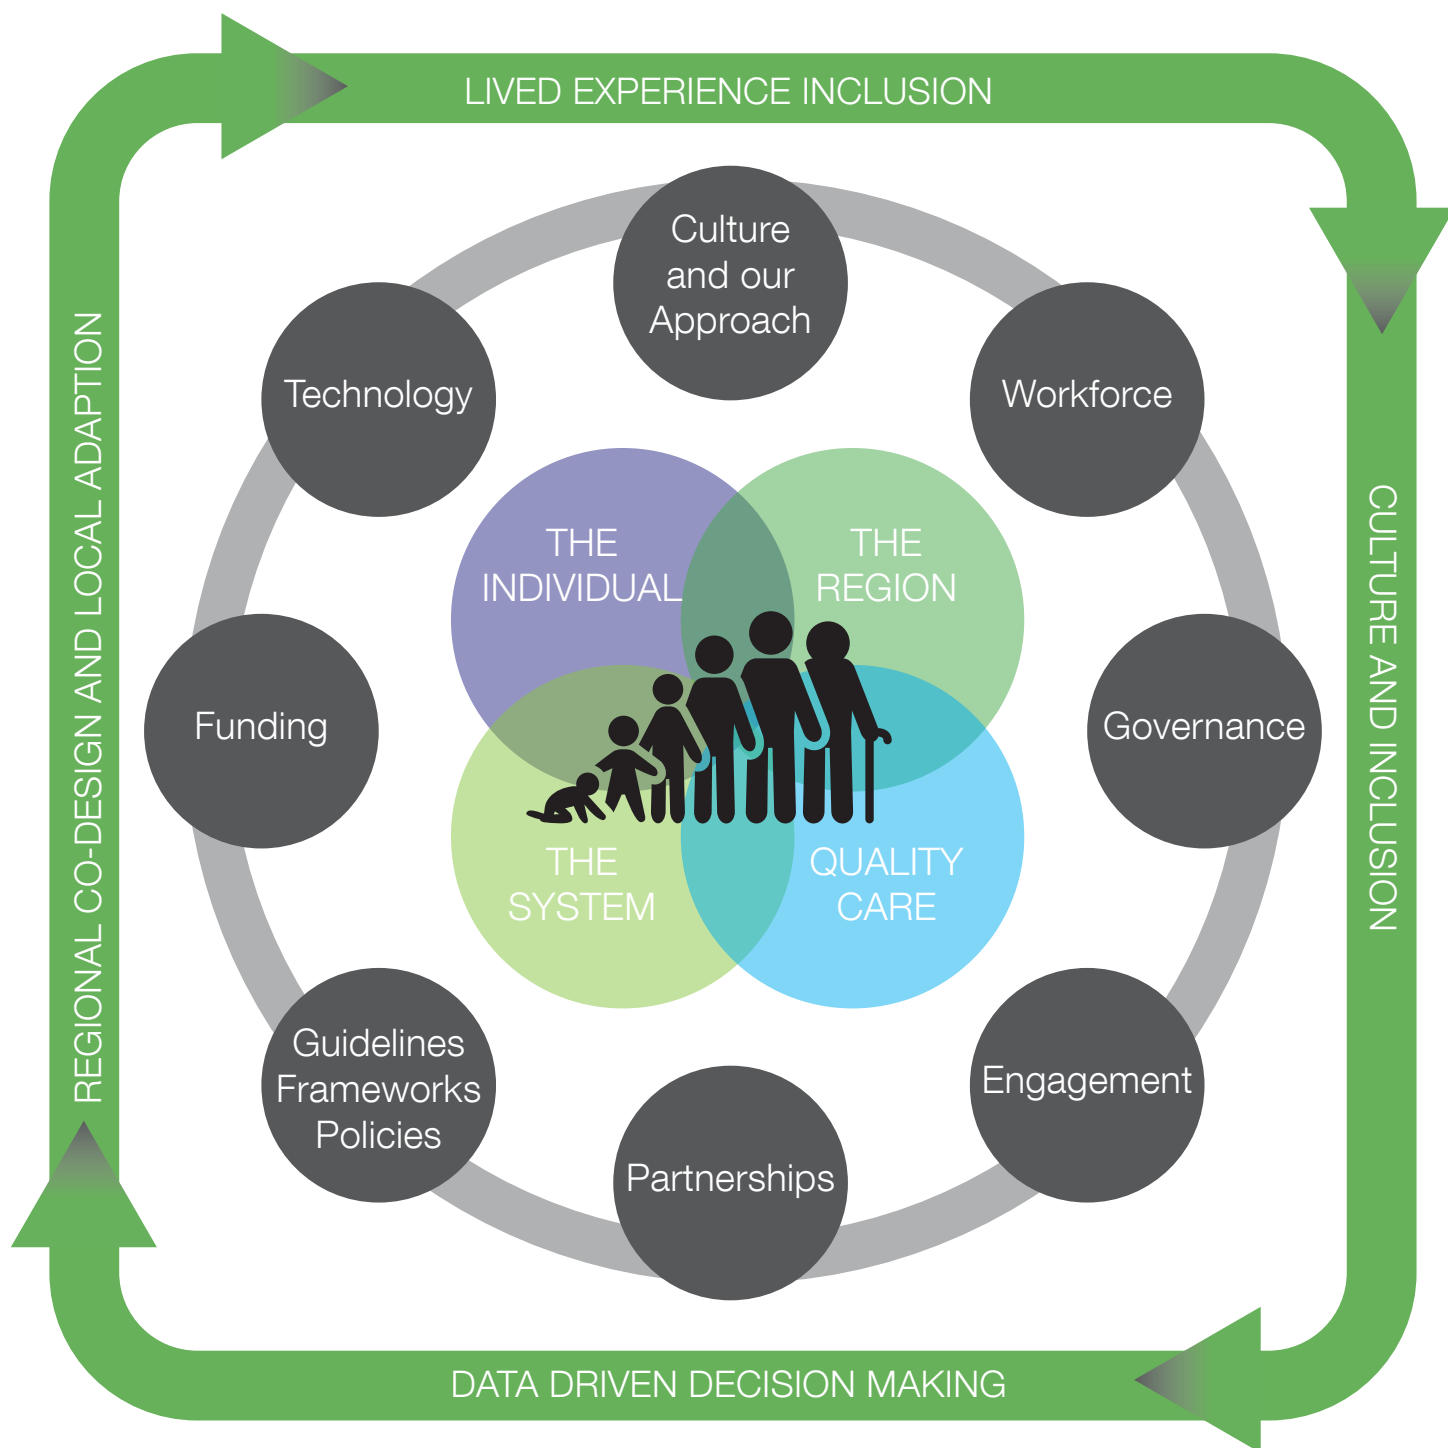 LIVED EXPERIENCE INCLUSION
Culture
and our
Approach
Technology
Workforce
REGIONAL CO-DESIGN AND LOCAL ADAPTION
CULTURE AND INCLUSION
THE
INDIVIDUAL
THE
REGION
Funding
Governance
THE
SYSTEM
QUALITY
CARE
Guidelines
Frameworks
Policies
Engagement
Partnerships
DATA DRIVEN DECISION MAKING